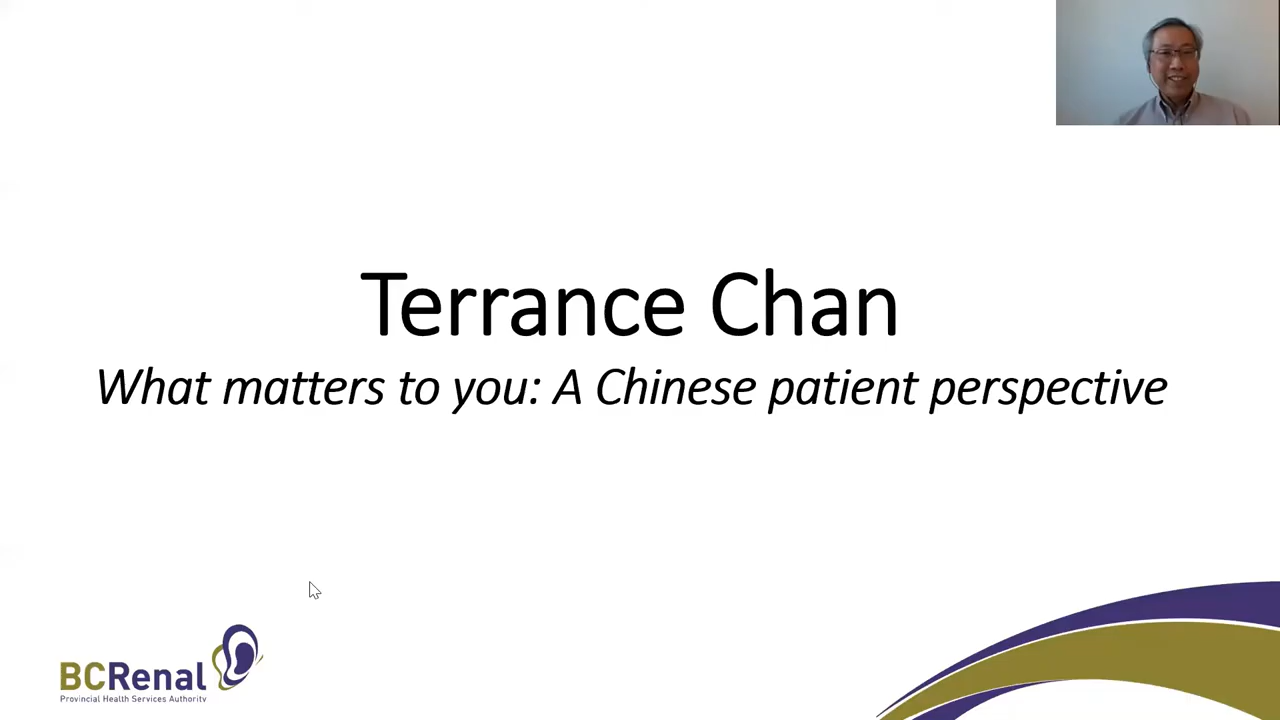 Terrance Chan
What matters to you: A Chinese patient perspective
BCRenal
Provincial Health Services Authority